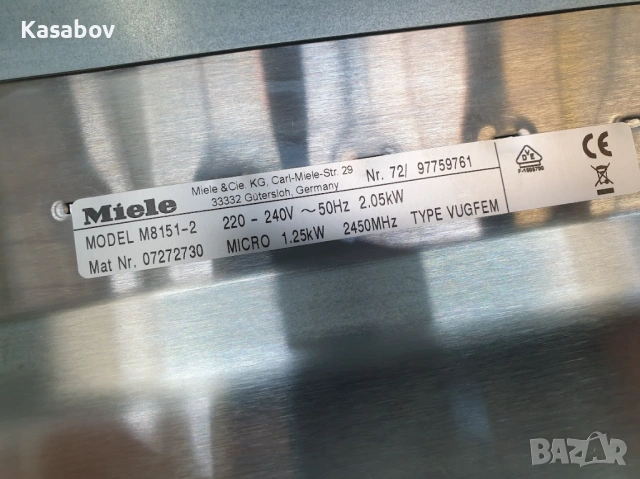 Kasabov
Miele & Cie. KG, Carl-Miele-Str. 29
33332 Gütersloh, Germany
Nr. 72/ 97759761
Miele
MODEL M8151-2
220 - 240V ~ 50Hz 2.05kW
Mat Nr. 07272730
MICRO 1.25kW 2450MHz TYPE VUGFEM
CE
BAZAR